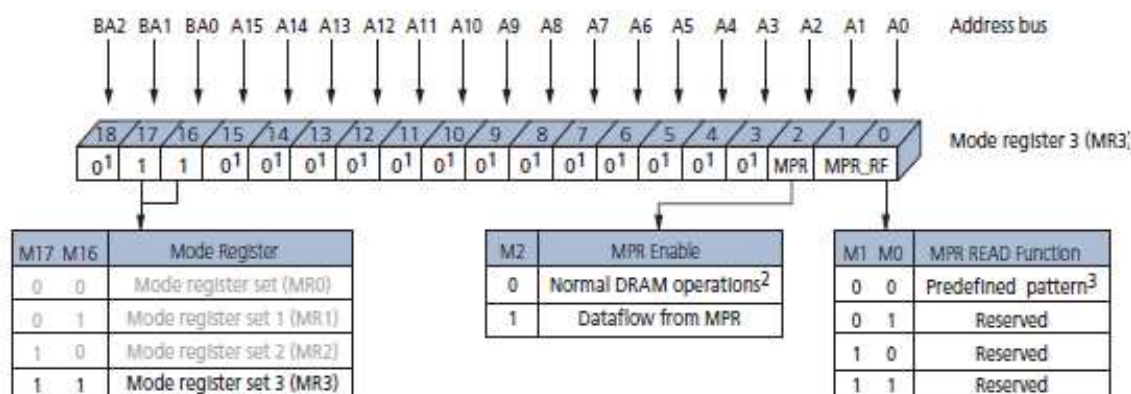 BA2 BA1 BA0 A15 A14 A13 A12 A11 A10 A9 A8 A7 A6 A5 A4 A3 A2 A1 A0 Address bus
18 17 16 15 14 13 12 11 10 9 8 7 6 5 4 3 2 1 0
Mode register 3 (MR3)
0¹ 1 1 0¹ 0¹ 0¹ 0¹ 0¹ 0¹ 0¹ 0¹ 0¹ 0¹ 0¹ 0¹ 0¹ MPR MPR_RF
M17 M16 Mode Register
0 0 Mode register set (MR0)
0 1 Mode register set 1 (MR1)
1 0 Mode register set 2 (MR2)
1 1 Mode register set 3 (MR3)
M2 MPR Enable
0 Normal DRAM operations²
1 Dataflow from MPR
M1 M0 MPR READ Function
0 0 Predefined pattern³
0 1 Reserved
1 0 Reserved
1 1 Reserved